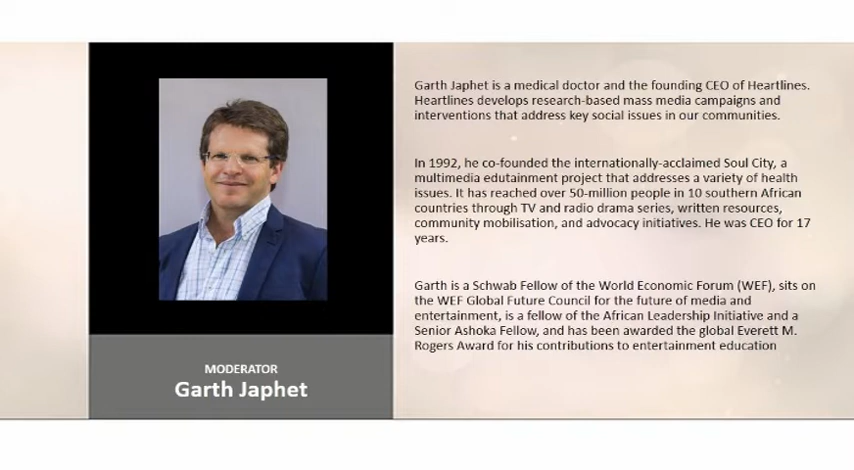 MODERATOR
Garth Japhet
Garth Japhet is a medical doctor and the founding CEO of Heartlines.
Heartlines develops research-based mass media campaigns and
interventions that address key social issues in our communities.
In 1992, he co-founded the internationally-acclaimed Soul City, a
multimedia edutainment project that addresses a variety of health
issues. It has reached over 50-million people in 10 southern African
countries through TV and radio drama series, written resources,
community mobilisation, and advocacy initiatives. He was CEO for 17
years.
Garth is a Schwab Fellow of the World Economic Forum (WEF), sits on
the WEF Global Future Council for the future of media and
entertainment, is a fellow of the African Leadership Initiative and a
Senior Ashoka Fellow, and has been awarded the global Everett M.
Rogers Award for his contributions to entertainment education